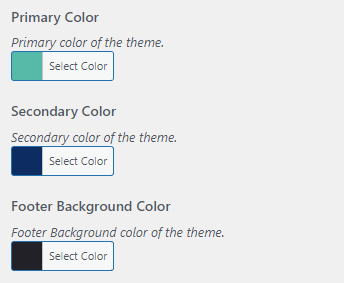 Primary Color
Primary color of the theme.
Select Color
Secondary Color
Secondary color of the theme.
Select Color
Footer Background Color
Footer Background color of the theme.
Select Color